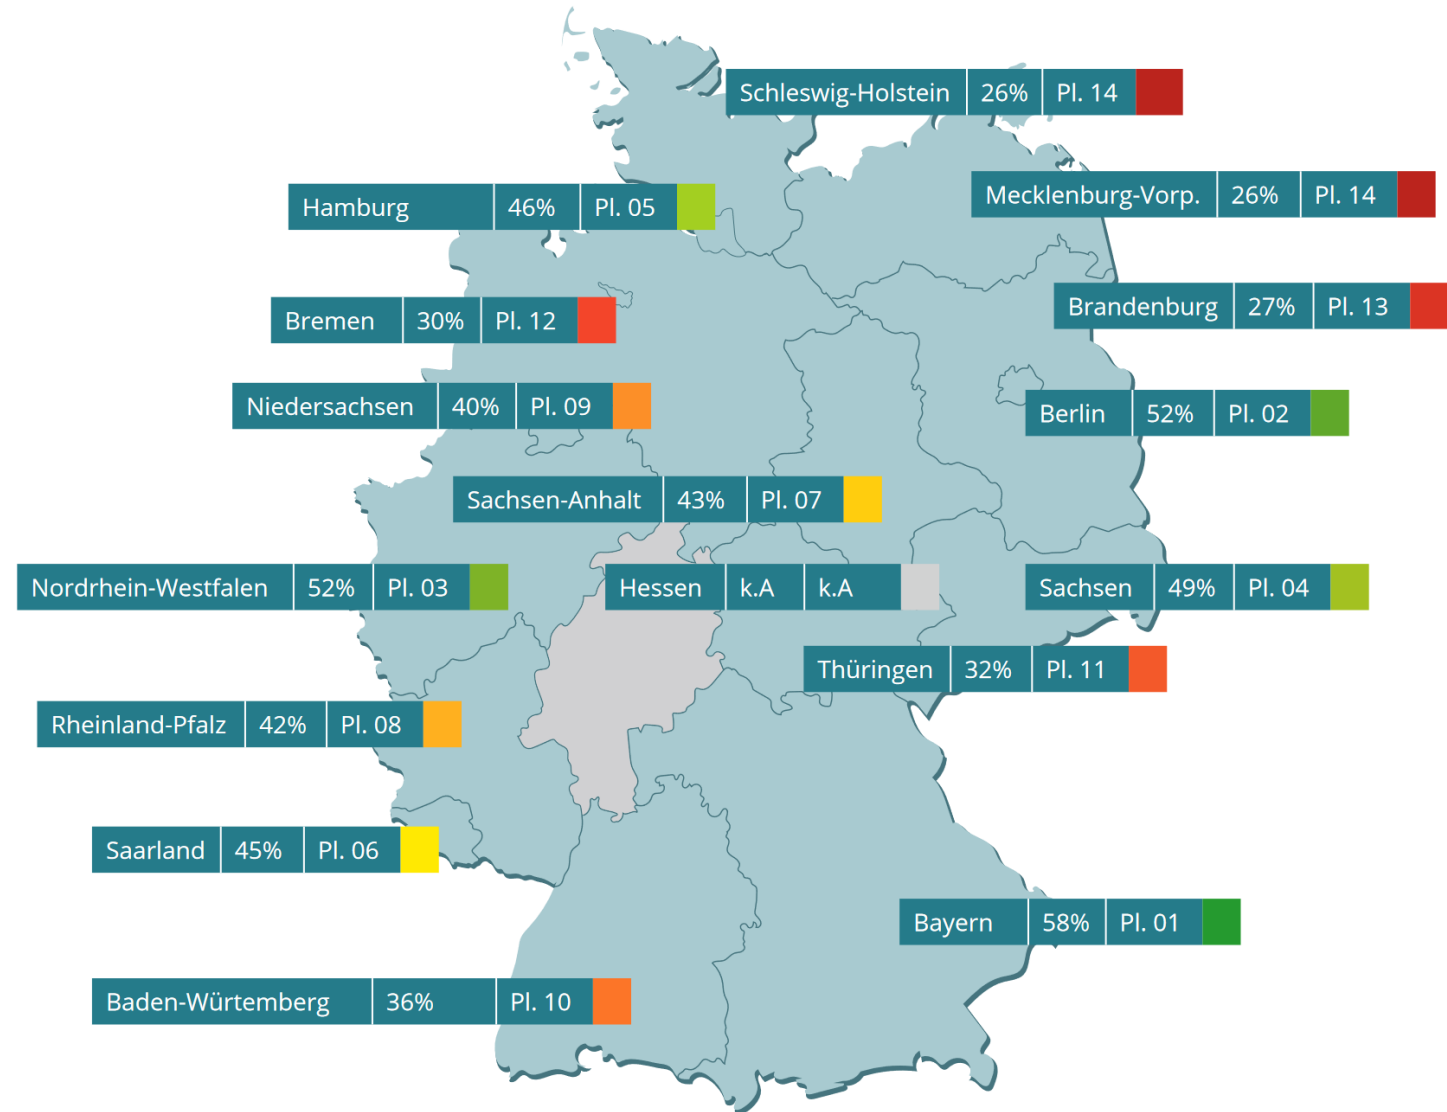 Schleswig-Holstein 26% Pl. 14
Mecklenburg-Vorp. 26% Pl. 14
Hamburg 46% Pl. 05
Brandenburg 27% Pl. 13
Bremen 30% Pl. 12
Niedersachsen 40% Pl. 09
Berlin 52% Pl. 02
Sachsen-Anhalt 43% Pl. 07
Nordrhein-Westfalen 52% Pl. 03
Hessen k.A k.A
Sachsen 49% Pl. 04
Thüringen 32% Pl. 11
Rheinland-Pfalz 42% Pl. 08
Saarland 45% Pl. 06
Bayern 58% Pl. 01
Baden-Würtemberg 36% Pl. 10